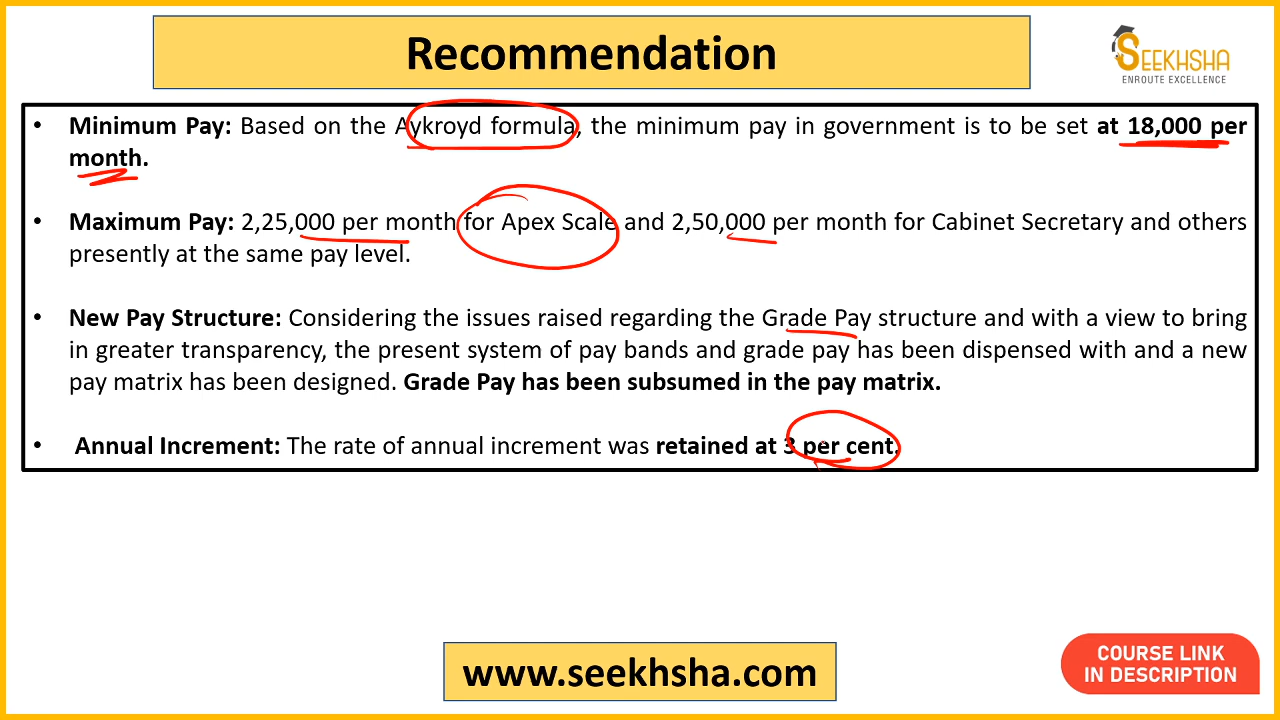 Recommendation
SEEKHSHA
ENROUTE EXCELLENCE
• Minimum Pay: Based on the Aykroyd formula, the minimum pay in government is to be set at 18,000 per
month.
• Maximum Pay: 2,25,000 per month for Apex Scale and 2,50,000 per month for Cabinet Secretary and others
presently at the same pay level.
• New Pay Structure: Considering the issues raised regarding the Grade Pay structure and with a view to bring
in greater transparency, the present system of pay bands and grade pay has been dispensed with and a new
pay matrix has been designed. Grade Pay has been subsumed in the pay matrix.
• Annual Increment: The rate of annual increment was retained at 3 per cent.
www.seekhsha.com
COURSE LINK
IN DESCRIPTION